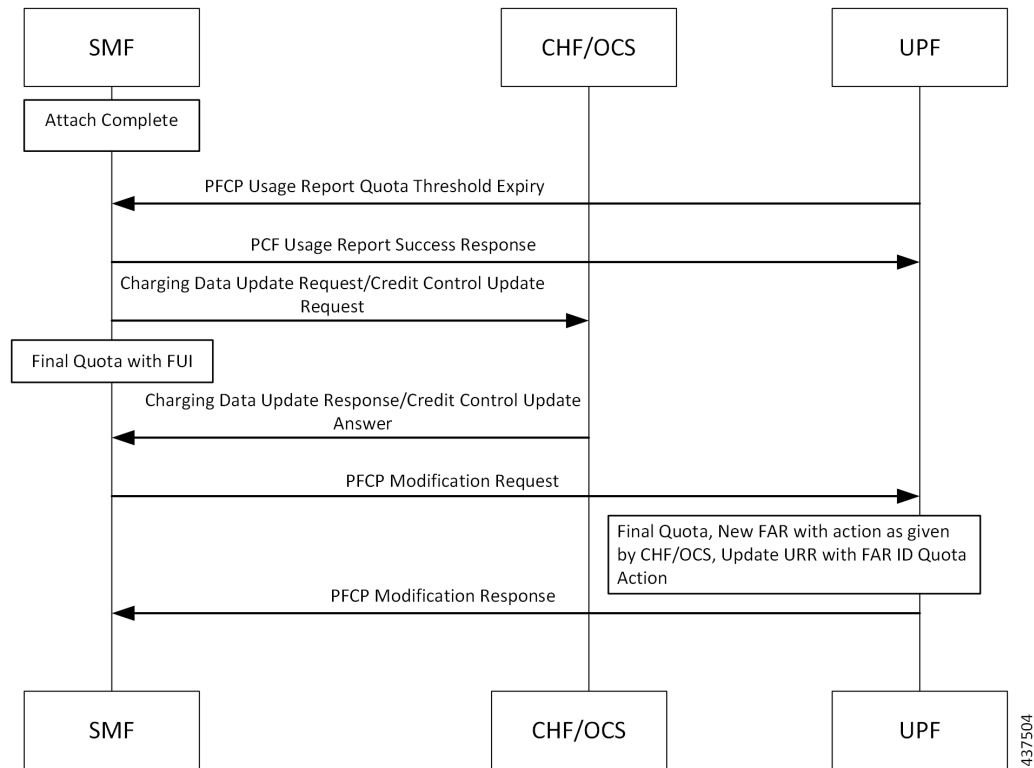 SMF
CHF/OCS
UPF
Attach Complete
PFCP Usage Report Quota Threshold Expiry
PCF Usage Report Success Response
Charging Data Update Request/Credit Control Update
Request
Final Quota with FUI
Charging Data Update Response/Credit Control Update
Answer
PFCP Modification Request
Final Quota, New FAR with action as given
by CHF/OCS, Update URR with FAR ID Quota
Action
PFCP Modification Response
SMF
CHF/OCS
UPF
437504